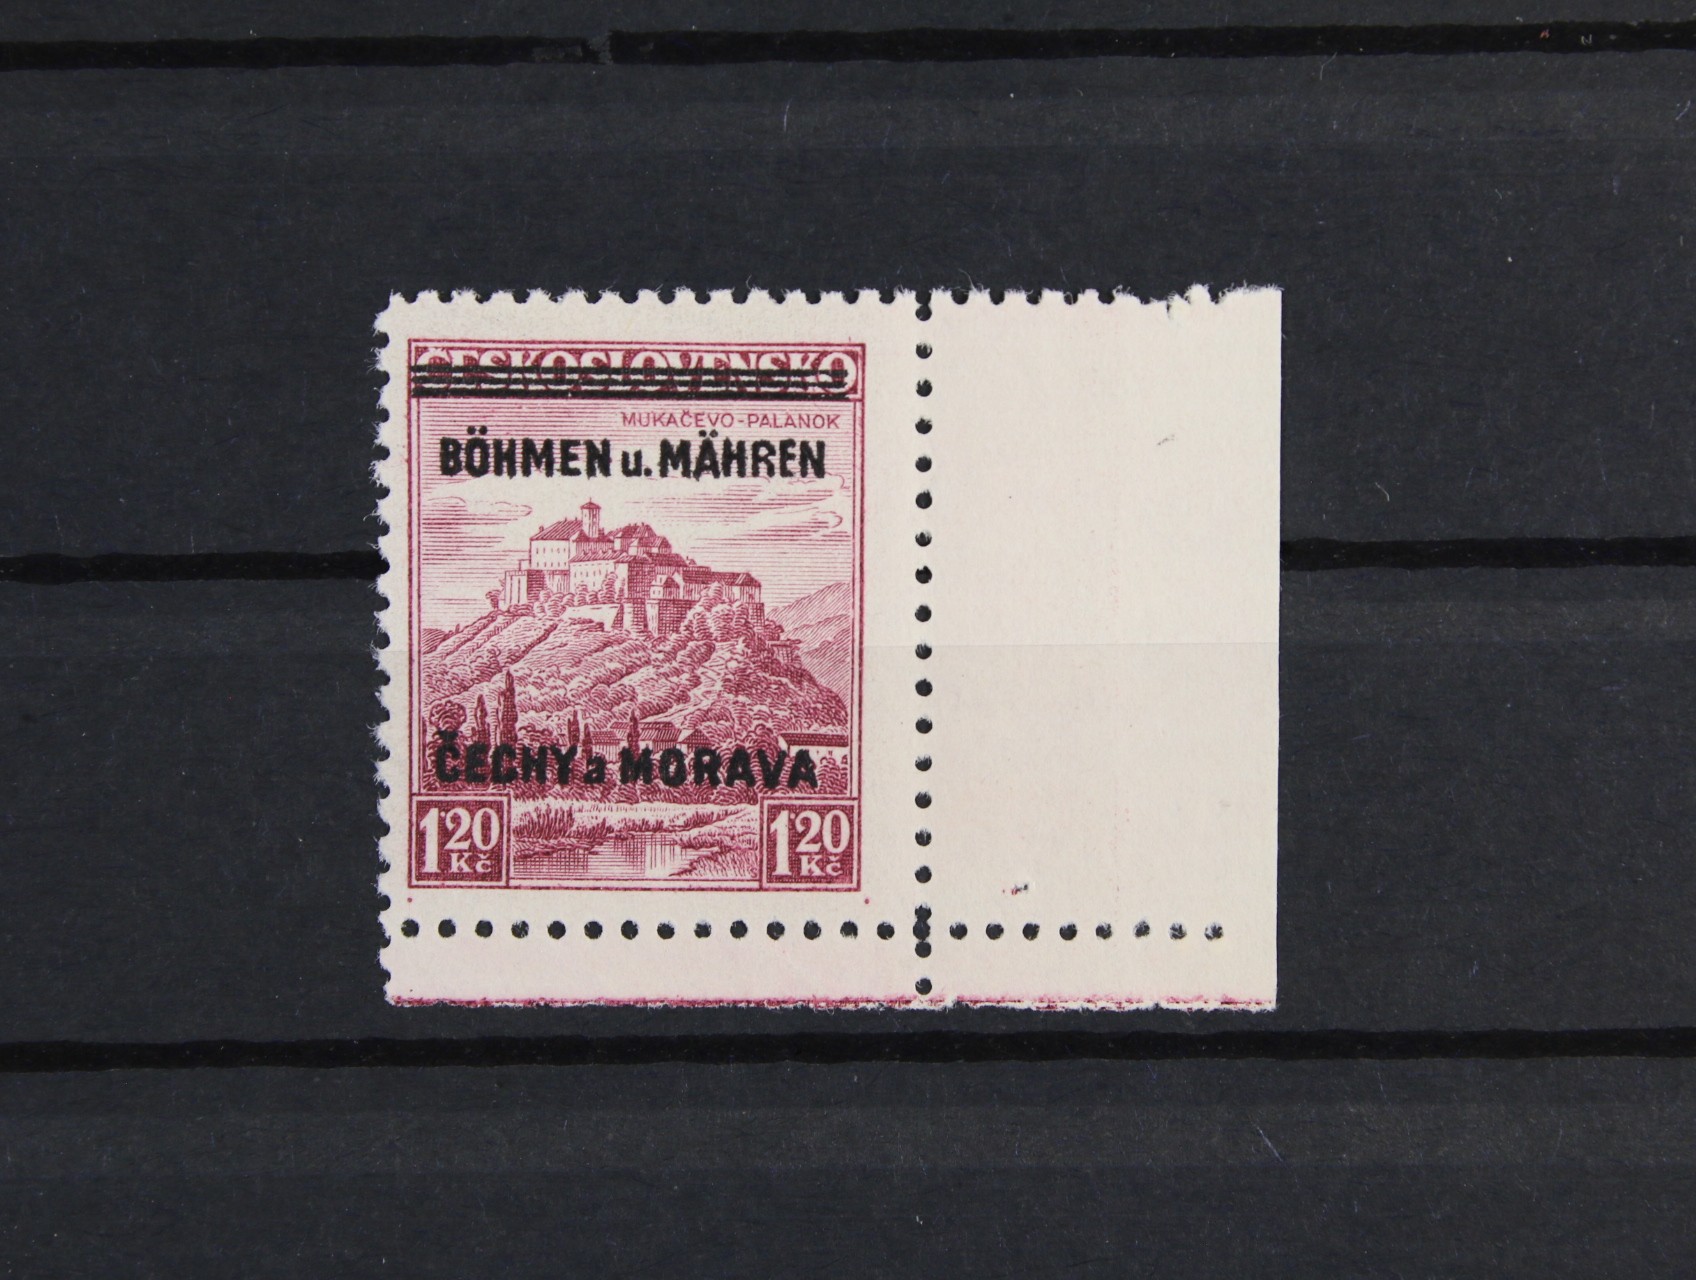 ČESKOSLOVENSKO
MUKAČEVO-PALANOK
BÖHMEN u. MÄHREN
ČECHY a MORAVA
1·20 1·20
Kč Kč